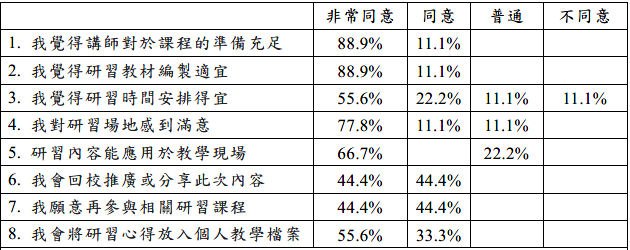 非常同意 同意 普通 不同意
1. 我覺得講師對於課程的準備充足 88.9% 11.1%
2. 我覺得研習教材編製適宜 88.9% 11.1%
3. 我覺得研習時間安排得宜 55.6% 22.2% 11.1% 11.1%
4. 我對研習場地感到滿意 77.8% 11.1% 11.1%
5. 研習內容能應用於教學現場 66.7% 22.2%
6. 我會回校推廣或分享此次內容 44.4% 44.4%
7. 我願意再參與相關研習課程 44.4% 44.4%
8. 我會將研習心得放入個人教學檔案 55.6% 33.3%